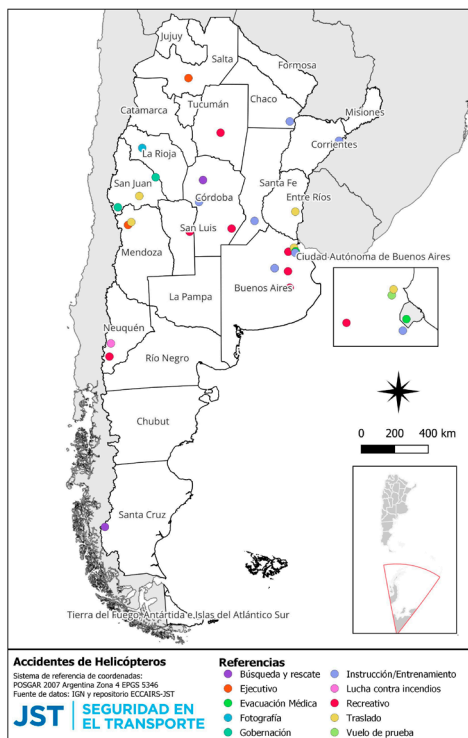 Jujuy
Salta
Formosa
Chaco
Catamarca
Tucumán
Misiones
Corrientes
La Rioja
Santa Fe
San Juan
Córdoba
Entre Ríos
San Luis
Mendoza
Ciudad Autónoma de Buenos Aires
Buenos Aires
La Pampa
Neuquén
Río Negro
Chubut
0 200 400 km
Santa Cruz
Tierra del Fuego, Antártida e Islas del Atlántico Sur
Accidentes de Helicópteros
Sistema de referencia de coordenadas:
POSGAR 2007 Argentina Zona 4 EPGS 5346
Fuente de datos: IGN y repositorio ECCAIRS-JST
JST | SEGURIDAD EN
EL TRANSPORTE
Referencias
Búsqueda y rescate
Ejecutivo
Evacuación Médica
Fotografía
Gobernación
Instrucción/Entrenamiento
Lucha contra incendios
Recreativo
Traslado
Vuelo de prueba